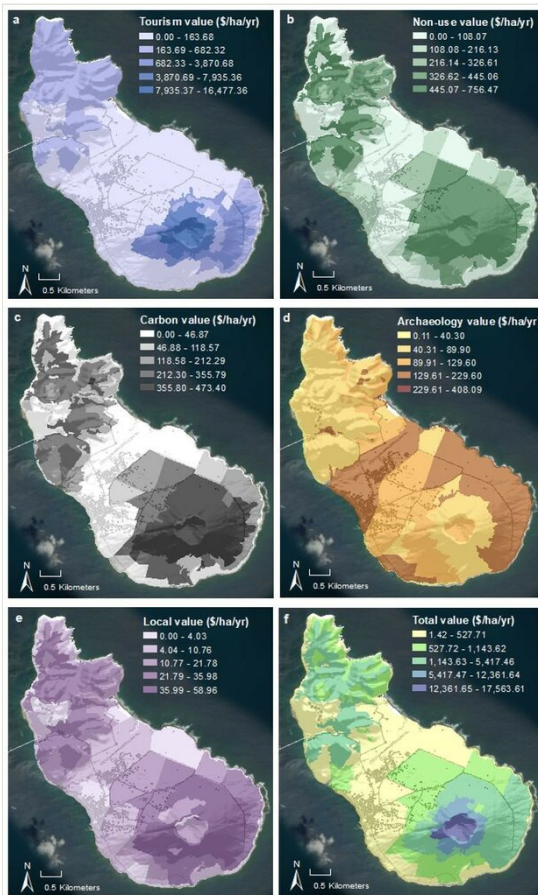 a
Tourism value ($/ha/yr)
0.00 - 163.68
163.69 - 682.32
682.33 - 3,870.68
3,870.69 - 7,935.36
7,935.37 - 16,477.36
N
0.5 Kilometers
b
Non-use value ($/ha/yr)
0.00 - 108.07
108.08 - 216.13
216.14 - 326.61
326.62 - 445.06
445.07 - 756.47
N
0.5 Kilometers
c
Carbon value ($/ha/yr)
0.00 - 46.87
46.88 - 118.57
118.58 - 212.29
212.30 - 355.79
355.80 - 473.40
N
0.5 Kilometers
d
Archaeology value ($/ha/yr)
0.11 - 40.30
40.31 - 89.90
89.91 - 129.60
129.61 - 229.60
229.61 - 408.09
N
0.5 Kilometers
e
Local value ($/ha/yr)
0.00 - 4.03
4.04 - 10.76
10.77 - 21.78
21.79 - 35.98
35.99 - 58.96
N
0.5 Kilometers
f
Total value ($/ha/yr)
1.42 - 527.71
527.72 - 1,143.62
1,143.63 - 5,417.46
5,417.47 - 12,361.64
12,361.65 - 17,563.61
N
0.5 Kilometers